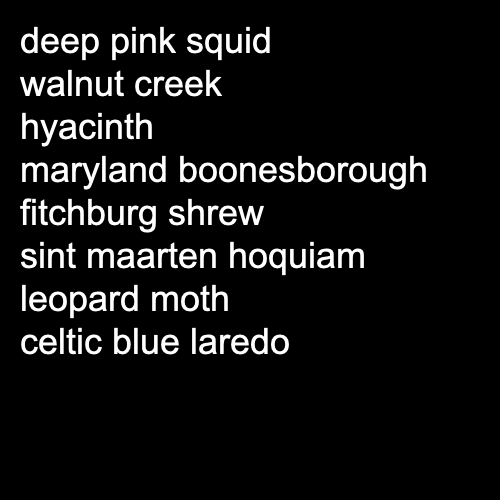 deep pink squid
walnut creek
hyacinth
maryland boonesborough
fitchburg shrew
sint maarten hoquiam
leopard moth
celtic blue laredo